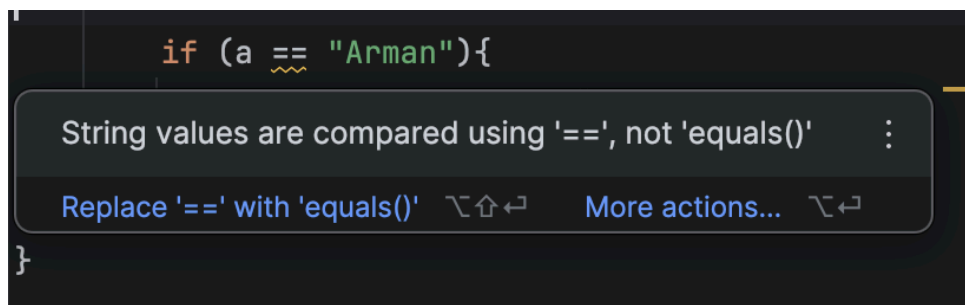 if (a == "Arman"){
String values are compared using '==', not 'equals()' ⋮
Replace '==' with 'equals()' ⌥⇧⏎ More actions... ⌥⏎
}